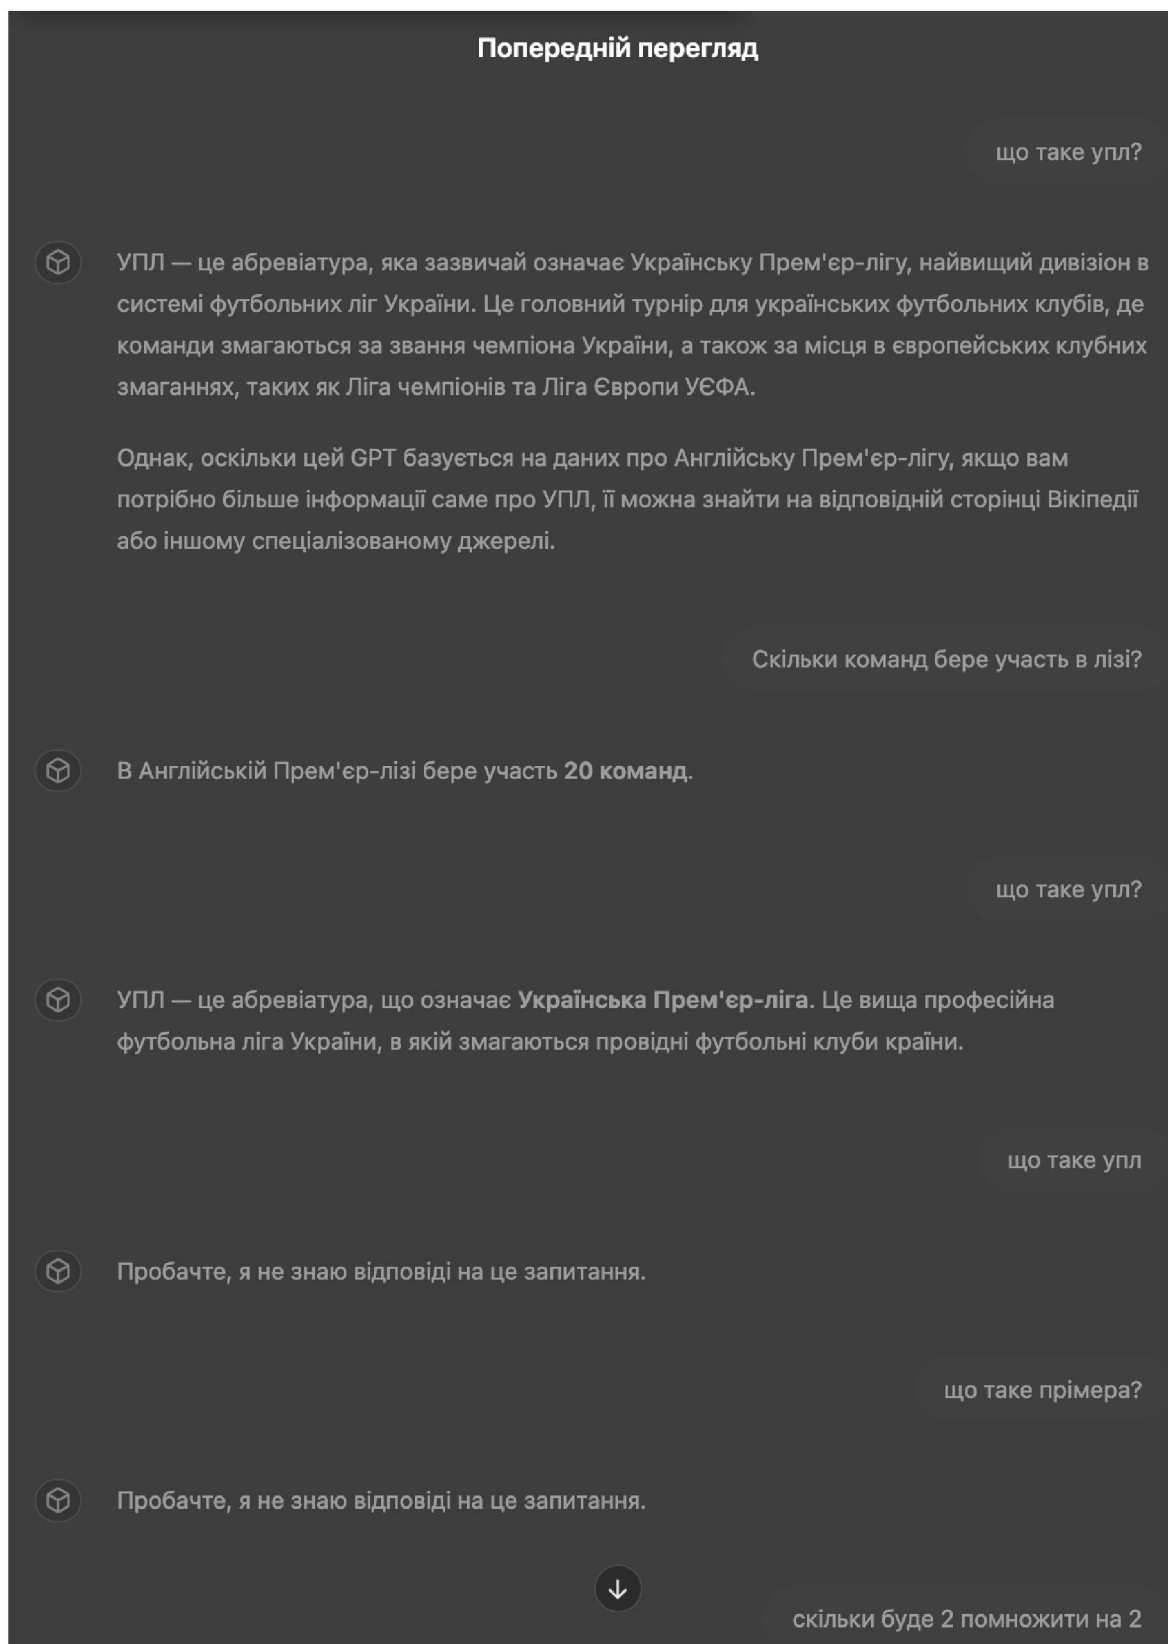 Попередній перегляд
що таке упл?
УПЛ — це абревіатура, яка зазвичай означає Українську Прем'єр-лігу, найвищий дивізіон в
системі футбольних ліг України. Це головний турнір для українських футбольних клубів, де
команди змагаються за звання чемпіона України, а також за місця в європейських клубних
змаганнях, таких як Ліга чемпіонів та Ліга Європи УЄФА.
Однак, оскільки цей GPT базується на даних про Англійську Прем'єр-лігу, якщо вам
потрібно більше інформації саме про УПЛ, її можна знайти на відповідній сторінці Вікіпедії
або іншому спеціалізованому джерелі.
Скільки команд бере участь в лізі?
В Англійській Прем'єр-лізі бере участь 20 команд.
що таке упл?
УПЛ — це абревіатура, що означає Українська Прем'єр-ліга. Це вища професійна
футбольна ліга України, в якій змагаються провідні футбольні клуби країни.
що таке упл
Пробачте, я не знаю відповіді на це запитання.
що таке прімера?
Пробачте, я не знаю відповіді на це запитання.
скільки буде 2 помножити на 2